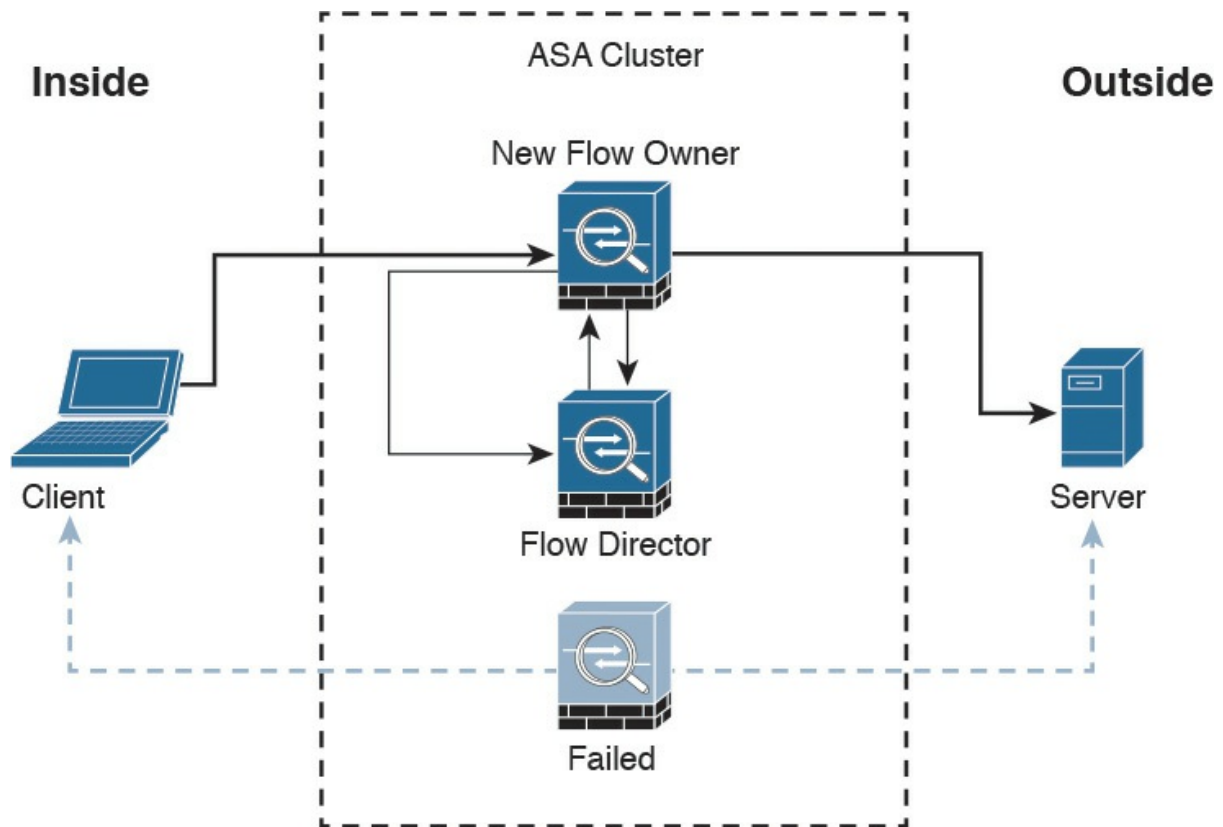 ASA Cluster
Inside
Outside
New Flow Owner
Client
Flow Director
Server
Failed